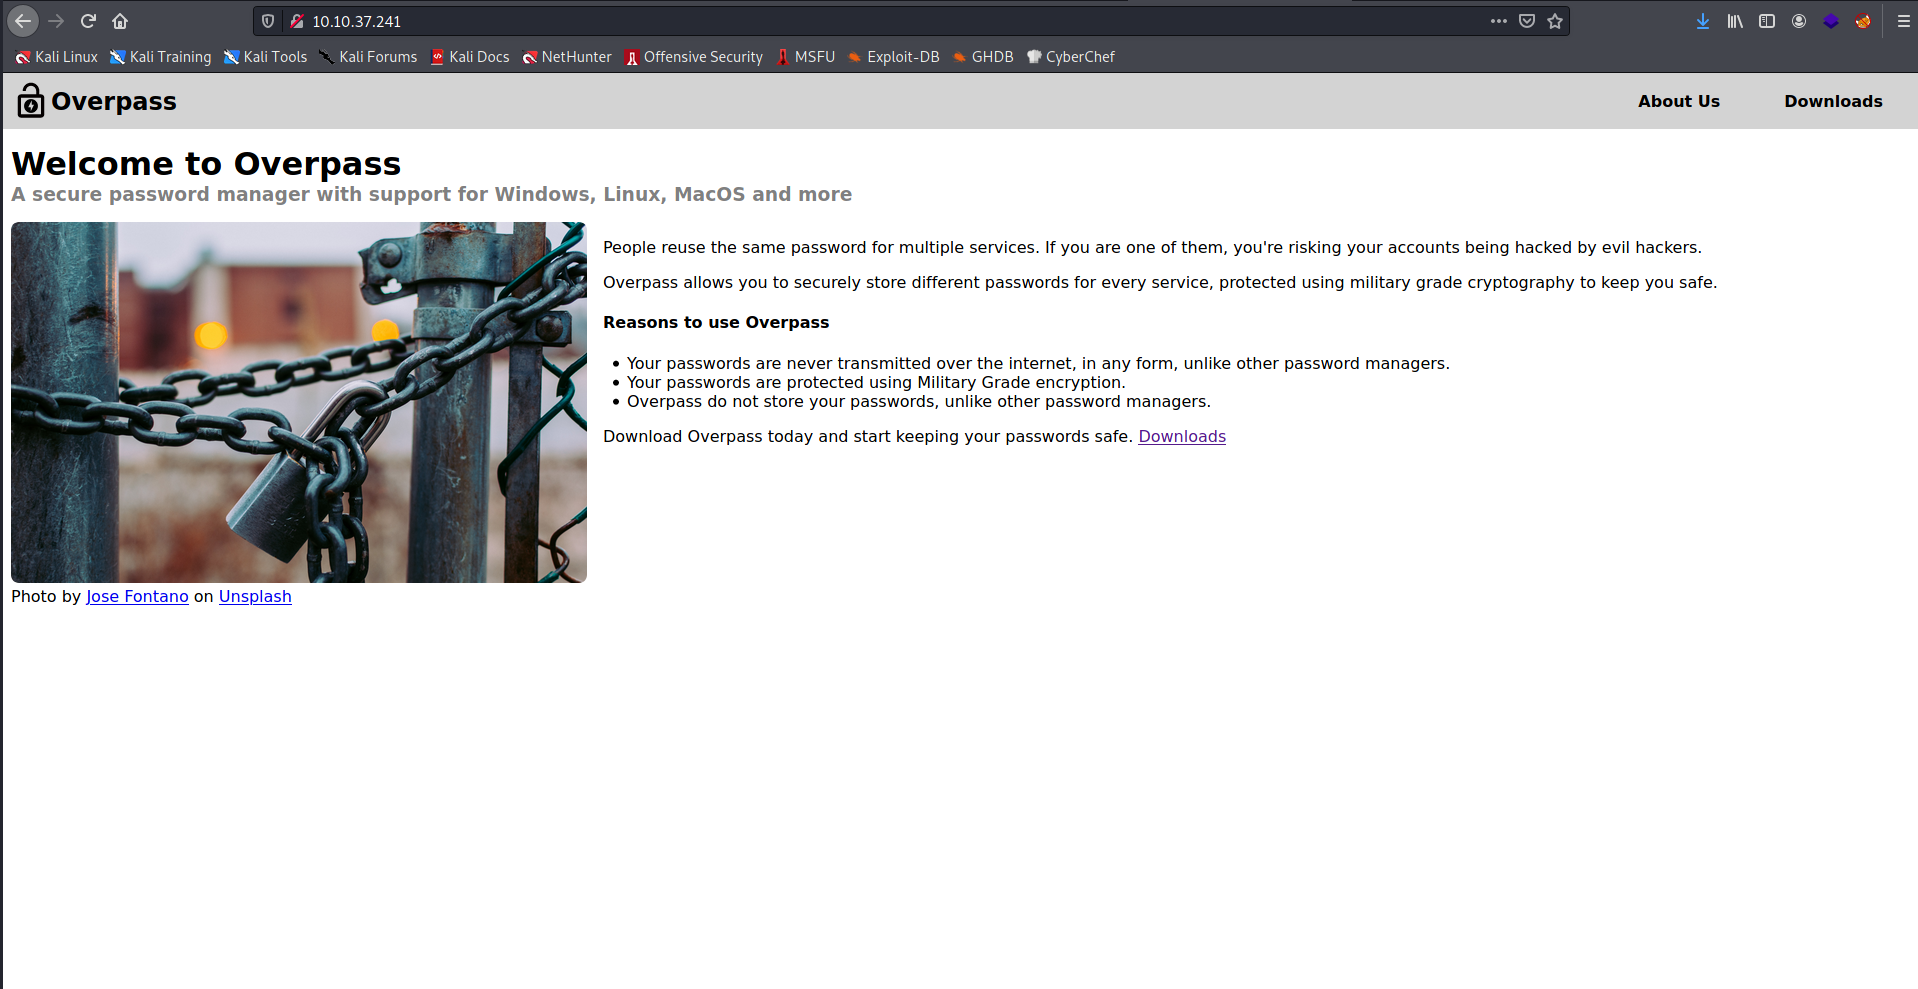 10.10.37.241
Kali Linux Kali Training Kali Tools Kali Forums Kali Docs NetHunter Offensive Security MSFU Exploit-DB GHDB CyberChef
Overpass About Us Downloads
Welcome to Overpass
A secure password manager with support for Windows, Linux, MacOS and more
People reuse the same password for multiple services. If you are one of them, you're risking your accounts being hacked by evil hackers.
Overpass allows you to securely store different passwords for every service, protected using military grade cryptography to keep you safe.
Reasons to use Overpass
• Your passwords are never transmitted over the internet, in any form, unlike other password managers.
• Your passwords are protected using Military Grade encryption.
• Overpass do not store your passwords, unlike other password managers.
Download Overpass today and start keeping your passwords safe. Downloads
Photo by Jose Fontano on Unsplash